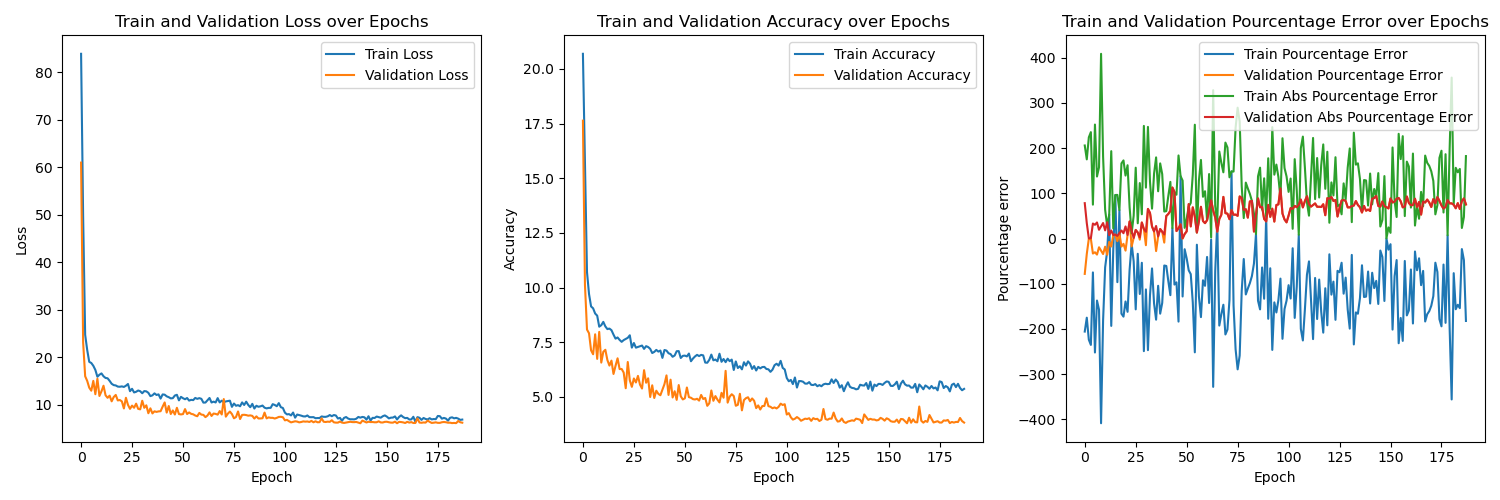 Train and Validation Loss over Epochs
Loss
80
70
60
50
40
30
20
10
0
25
50
75
100
125
150
175
Epoch
Train Loss
Validation Loss
Train and Validation Accuracy over Epochs
Accuracy
20.0
17.5
15.0
12.5
10.0
7.5
5.0
0
25
50
75
100
125
150
175
Epoch
Train Accuracy
Validation Accuracy
Train and Validation Pourcentage Error over Epochs
Pourcentage error
400
300
200
100
0
−100
−200
−300
−400
0
25
50
75
100
125
150
175
Epoch
Train Pourcentage Error
Validation Pourcentage Error
Train Abs Pourcentage Error
Validation Abs Pourcentage Error